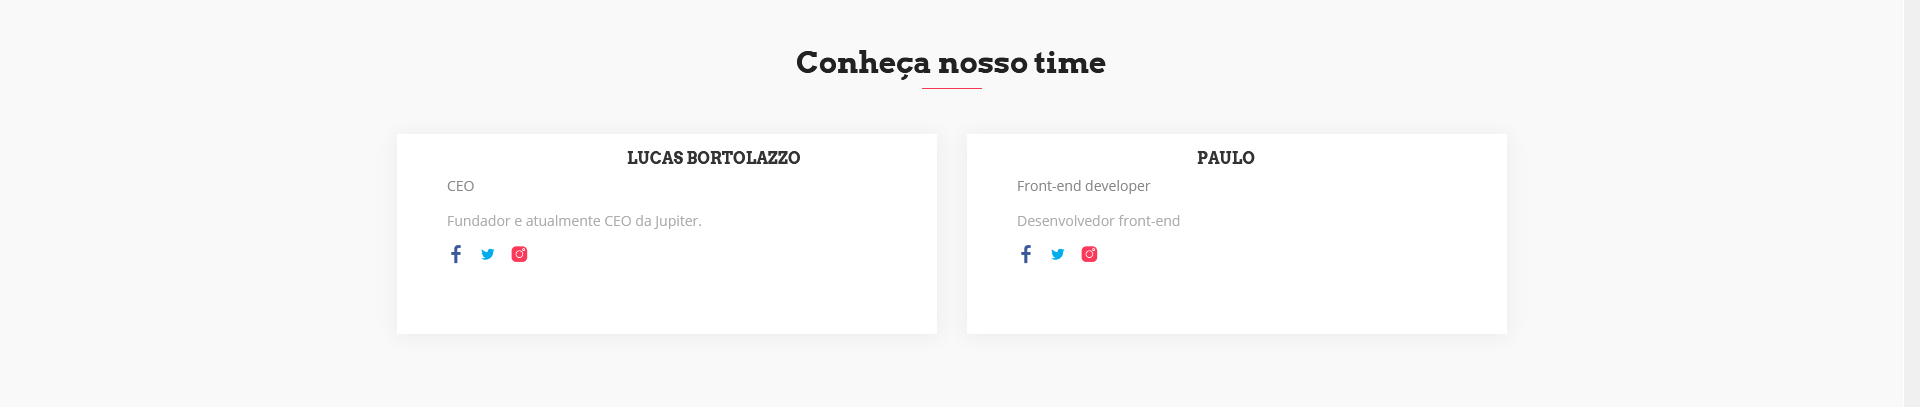 Conheça nosso time
LUCAS BORTOLAZZO
CEO
Fundador e atualmente CEO da Jupiter.
PAULO
Front-end developer
Desenvolvedor front-end